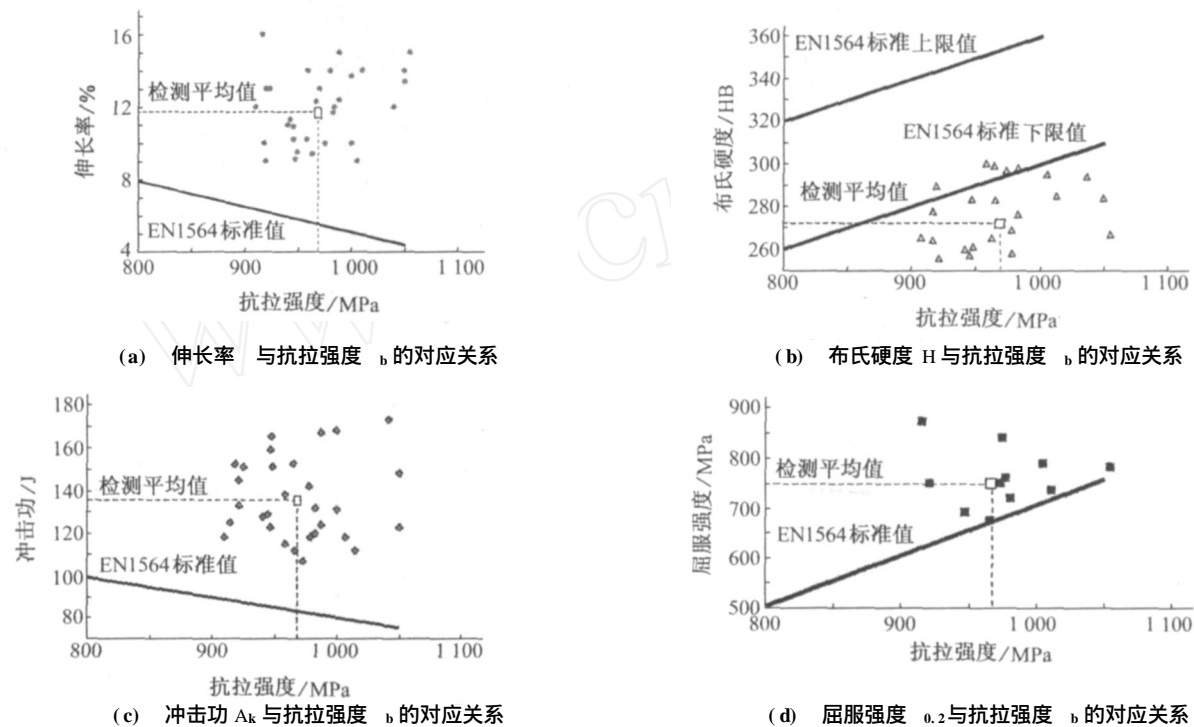 16
12
8
4
伸长率/%
检测平均值
EN1564标准值
800
900
1 000
1 100
抗拉强度/MPa
(a) 伸长率 与抗拉强度 b 的对应关系
360
340
320
300
280
260
布氏硬度/HB
EN1564标准上限值
EN1564标准下限值
检测平均值
800
900
1 000
1 100
抗拉强度/MPa
(b) 布氏硬度 H 与抗拉强度 b 的对应关系
180
160
140
120
100
80
冲击功/J
检测平均值
EN1564标准值
800
900
1 000
1 100
抗拉强度/MPa
(c) 冲击功 Ak 与抗拉强度 b 的对应关系
900
800
700
600
500
屈服强度/MPa
检测平均值
EN1564标准值
800
900
1 000
1 100
抗拉强度/MPa
(d) 屈服强度 0.2 与抗拉强度 b 的对应关系